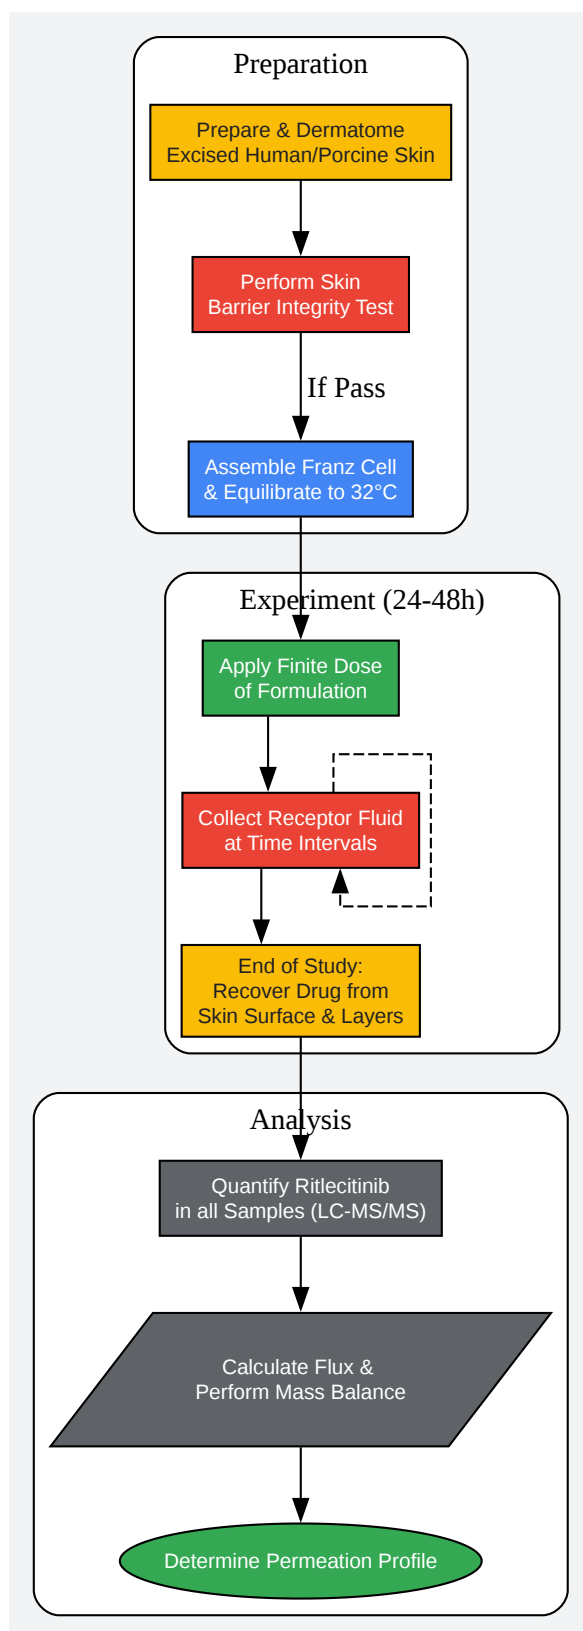 Preparation
Prepare & Dermatome
Excised Human/Porcine Skin
Perform Skin
Barrier Integrity Test
If Pass
Assemble Franz Cell
& Equilibrate to 32°C
Experiment (24-48h)
Apply Finite Dose
of Formulation
Collect Receptor Fluid
at Time Intervals
End of Study:
Recover Drug from
Skin Surface & Layers
Analysis
Quantify Ritlecitinib
in all Samples (LC-MS/MS)
Calculate Flux &
Perform Mass Balance
Determine Permeation Profile